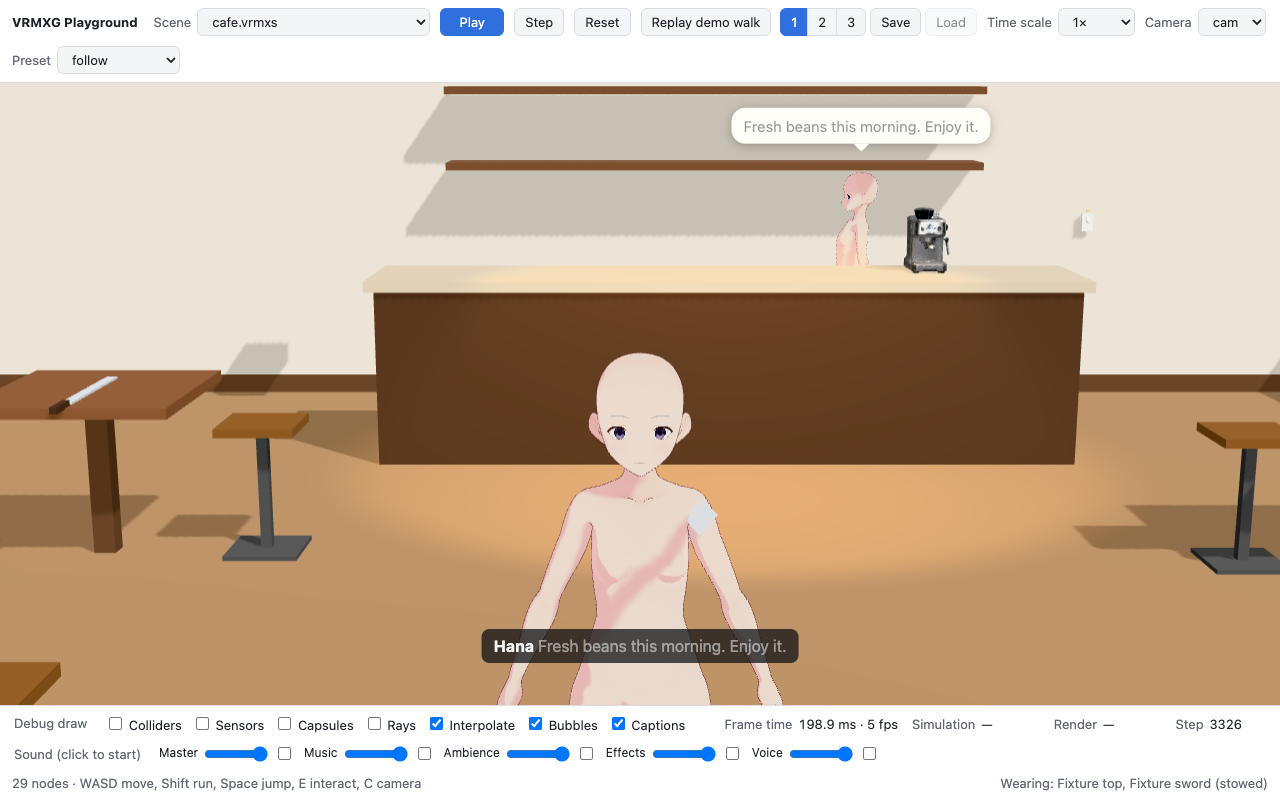 VRMXG Playground Scene cafe.vrmxs Play Step Reset Replay demo walk 1 2 3 Save Load Time scale 1× Camera cam
Preset follow
Fresh beans this morning. Enjoy it.
Hana Fresh beans this morning. Enjoy it.
Debug draw Colliders Sensors Capsules Rays Interpolate Bubbles Captions Frame time 198.9 ms · 5 fps Simulation — Render — Step 3326
Sound (click to start) Master Music Ambience Effects Voice
29 nodes · WASD move, Shift run, Space jump, E interact, C camera Wearing: Fixture top, Fixture sword (stowed)